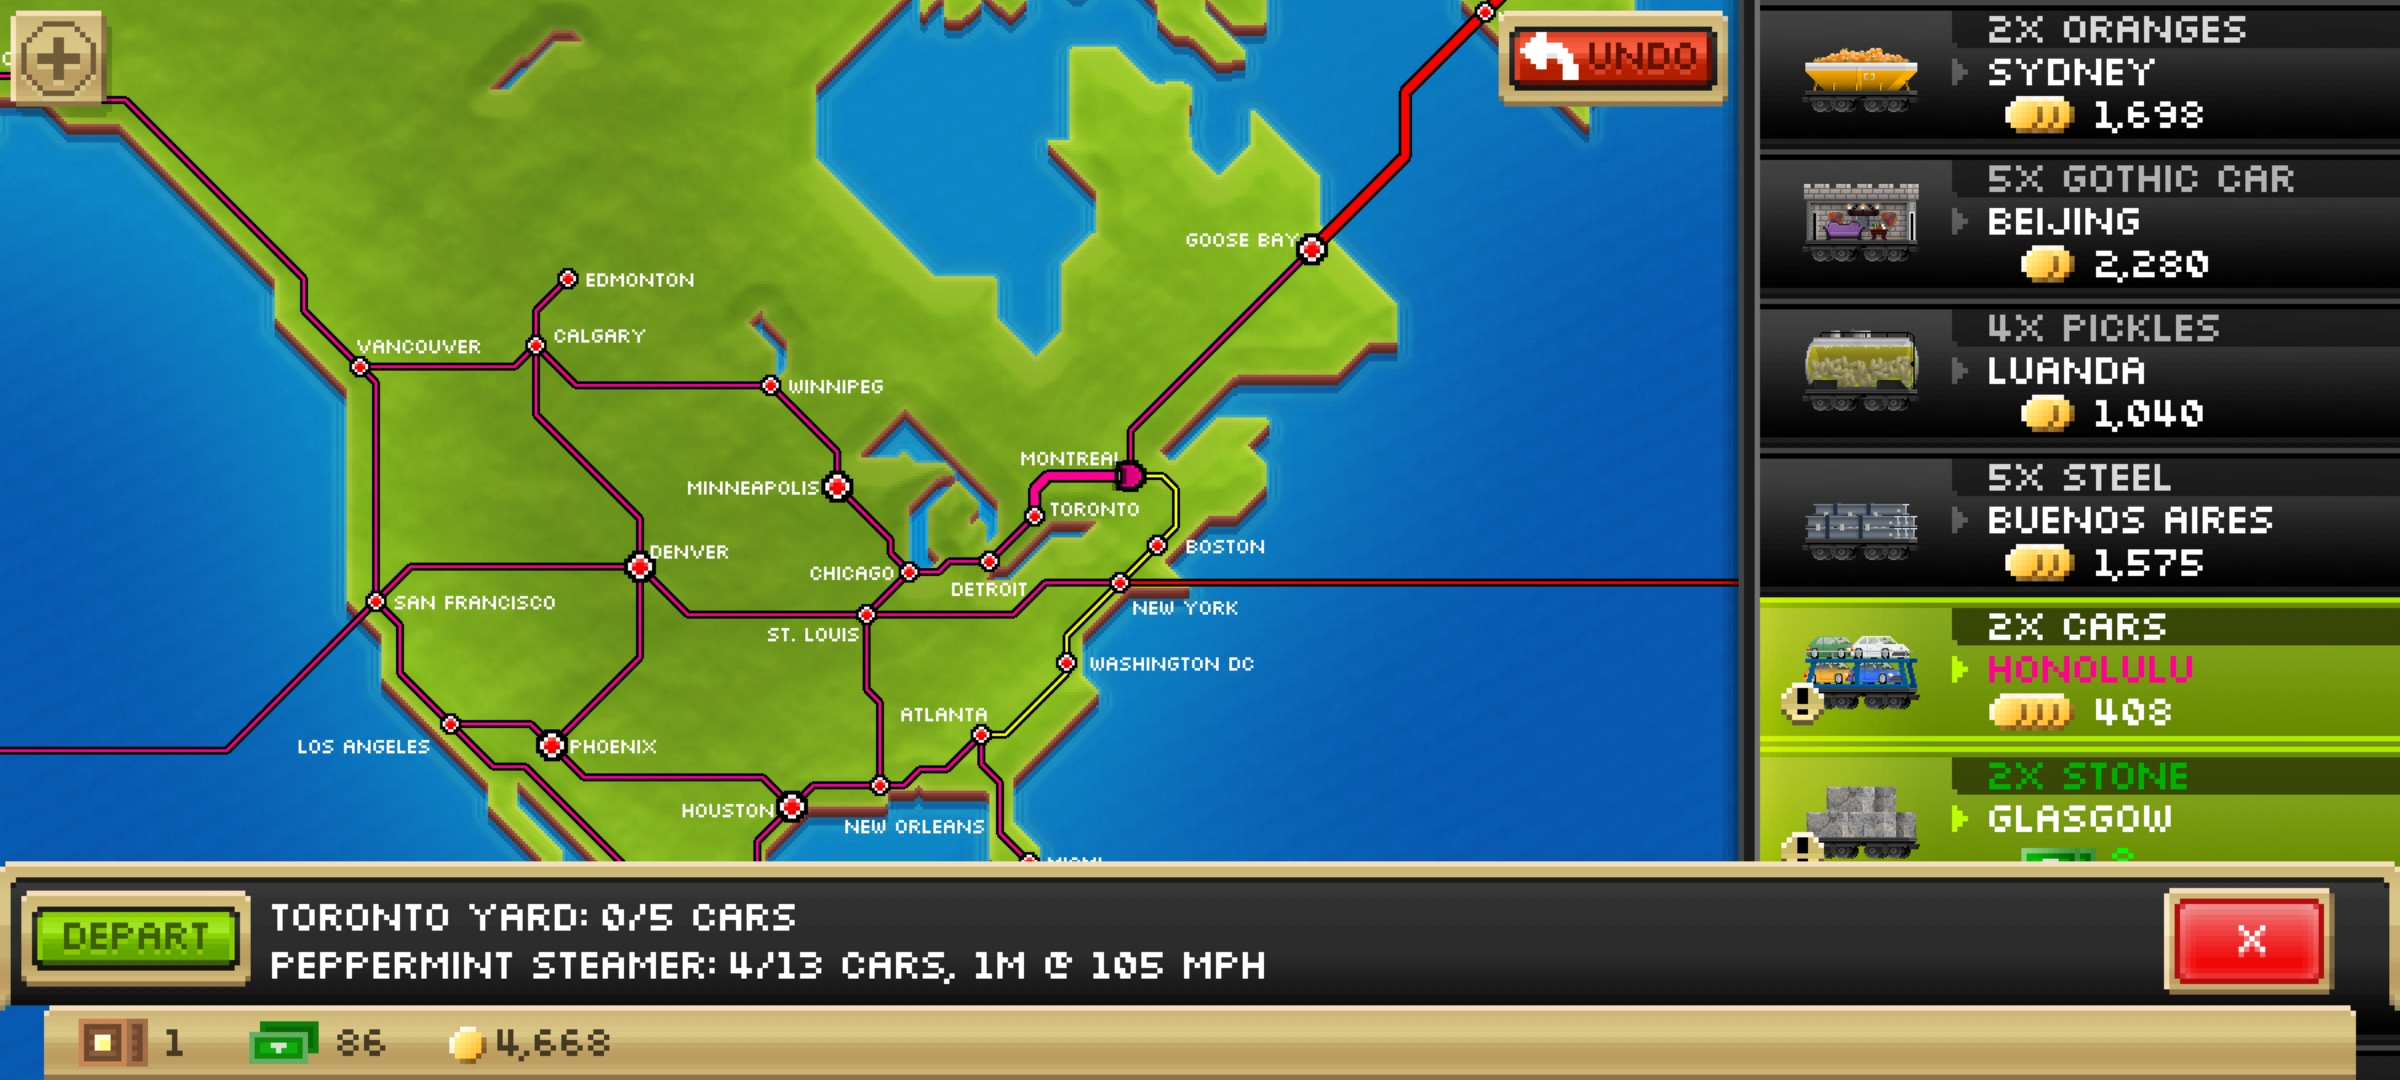 UNDO
GOOSE BAY
EDMONTON
CALGARY
VANCOUVER
WINNIPEG
MINNEAPOLIS
MONTREAL
TORONTO
BOSTON
DENVER
CHICAGO
DETROIT
SAN FRANCISCO
NEW YORK
ST. LOUIS
WASHINGTON DC
ATLANTA
LOS ANGELES
PHOENIX
HOUSTON
NEW ORLEANS
MIAMI
2X ORANGES
SYDNEY
1,698
5X GOTHIC CAR
BEIJING
2,280
4X PICKLES
LUANDA
1,040
5X STEEL
BUENOS AIRES
1,575
2X CARS
HONOLULU
408
2X STONE
GLASGOW
DEPART
TORONTO YARD: 0/5 CARS
PEPPERMINT STEAMER: 4/13 CARS, 1M @ 105 MPH
X
1
86
4,668